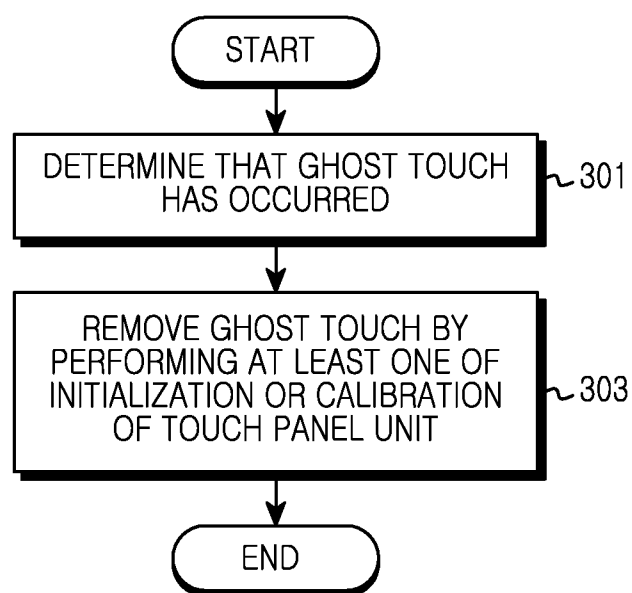 START
DETERMINE THAT GHOST TOUCH
HAS OCCURRED
301
REMOVE GHOST TOUCH BY
PERFORMING AT LEAST ONE OF
INITIALIZATION OR CALIBRATION
OF TOUCH PANEL UNIT
303
END